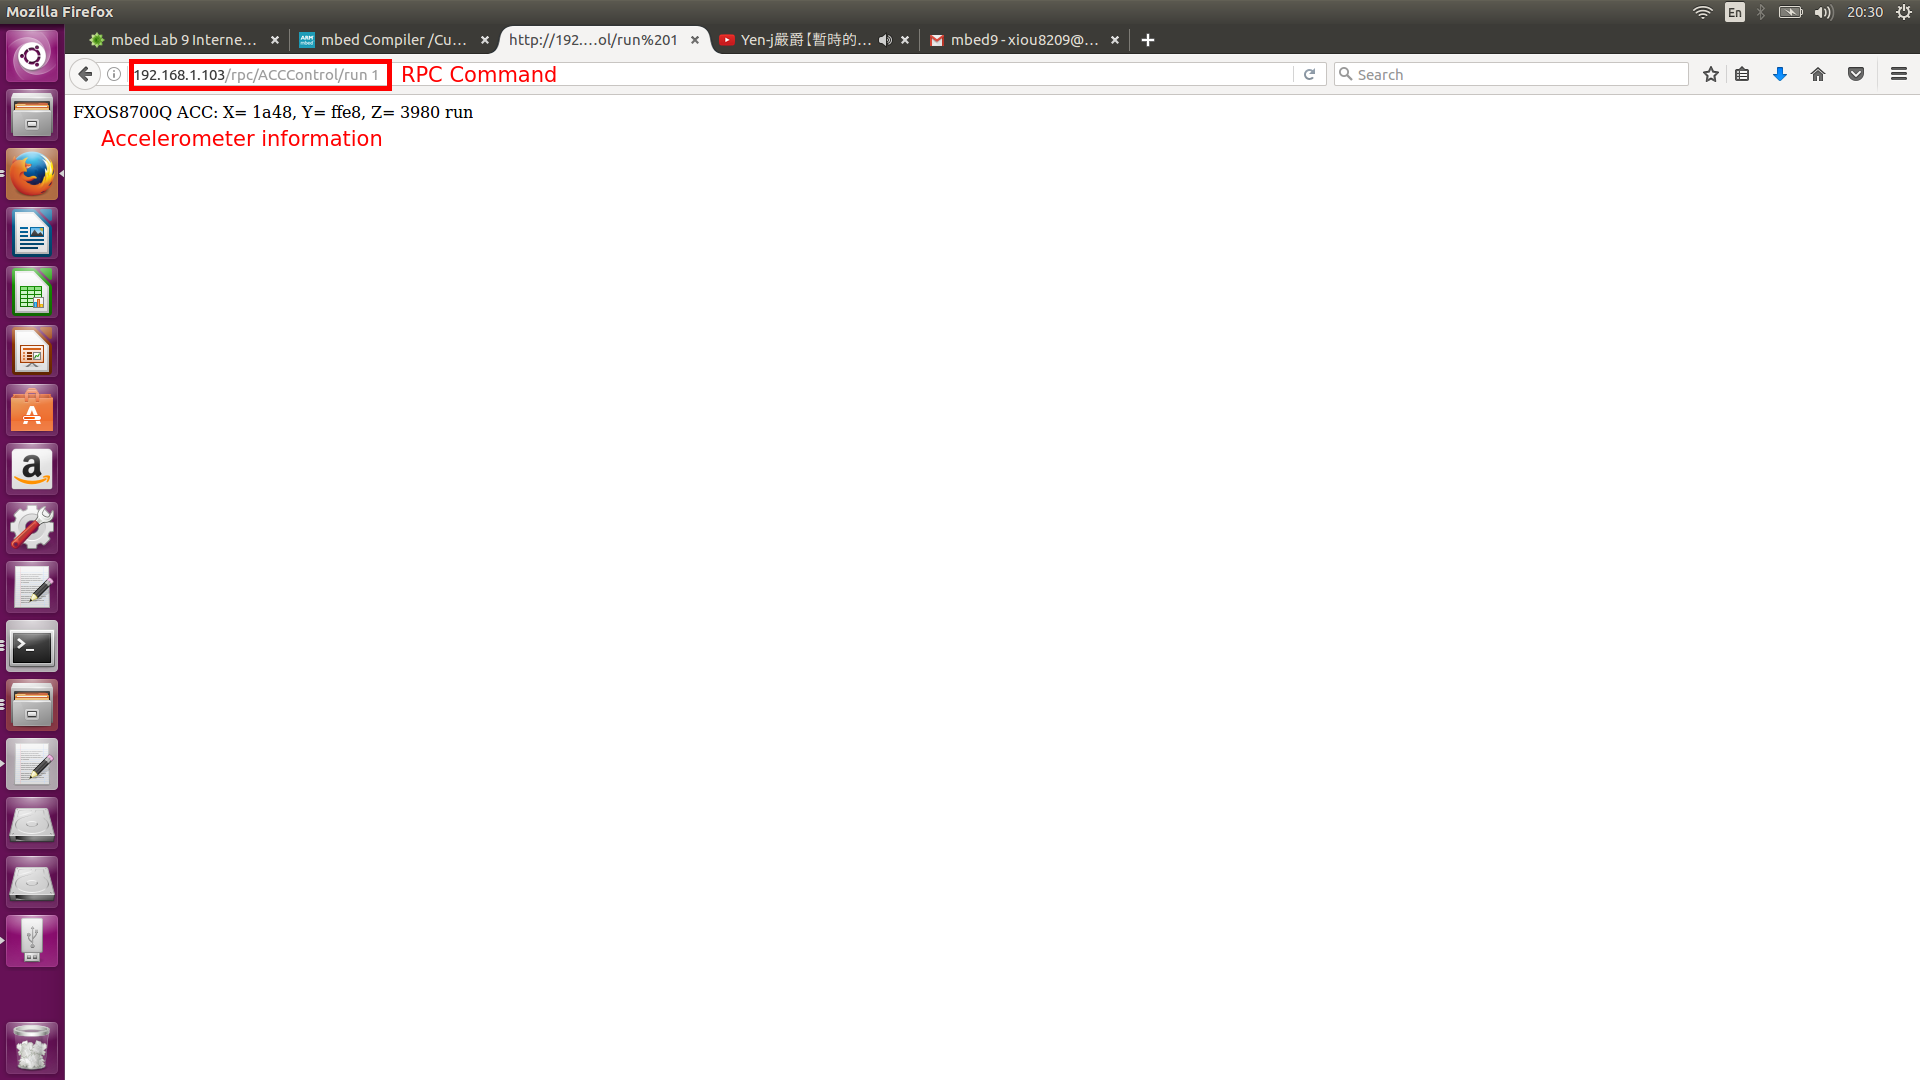 Mozilla Firefox
En
20:30
mbed Lab 9 Interne...
mbed Compiler /Cu...
http://192....ol/run%201
Yen-j嚴爵【暫時的...
mbed9 - xiou8209@...
192.168.1.103/rpc/ACCControl/run 1
RPC Command
Search
FXOS8700Q ACC: X= 1a48, Y= ffe8, Z= 3980 run
Accelerometer information